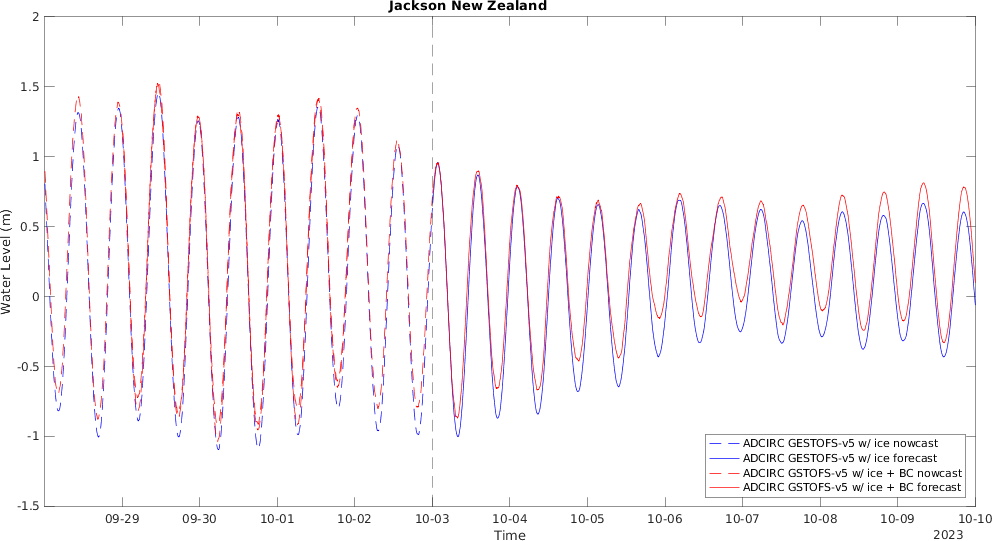 Jackson New Zealand
2
1.5
1
0.5
0
-0.5
-1
-1.5
Water Level (m)
ADCIRC GESTOFS-v5 w/ ice nowcast
ADCIRC GESTOFS-v5 w/ ice forecast
ADCIRC GSTOFS-v5 w/ ice + BC nowcast
ADCIRC GSTOFS-v5 w/ ice + BC forecast
09-29 09-30 10-01 10-02 10-03 10-04 10-05 10-06 10-07 10-08 10-09 10-10
Time
2023